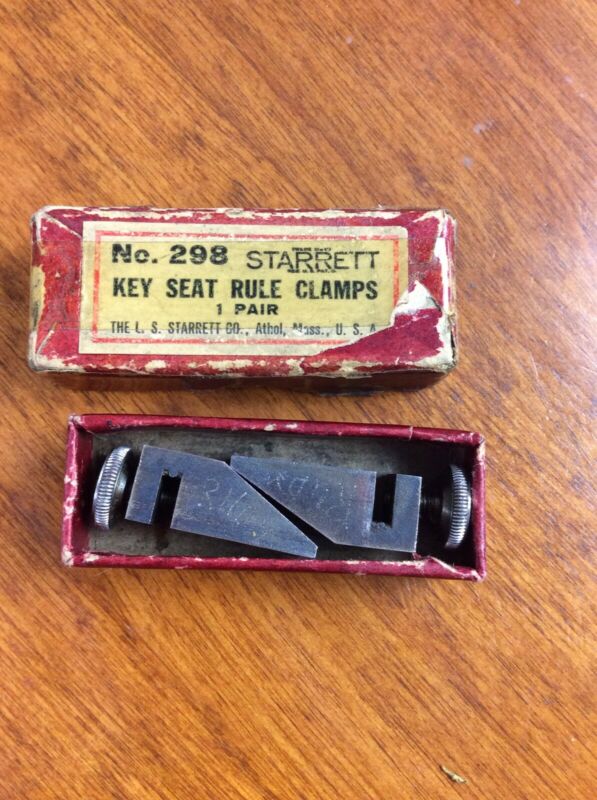 No. 298 STARRETT
KEY SEAT RULE CLAMPS
1 PAIR
THE L. S. STARRETT CO., Athol, Mass., U. S. A